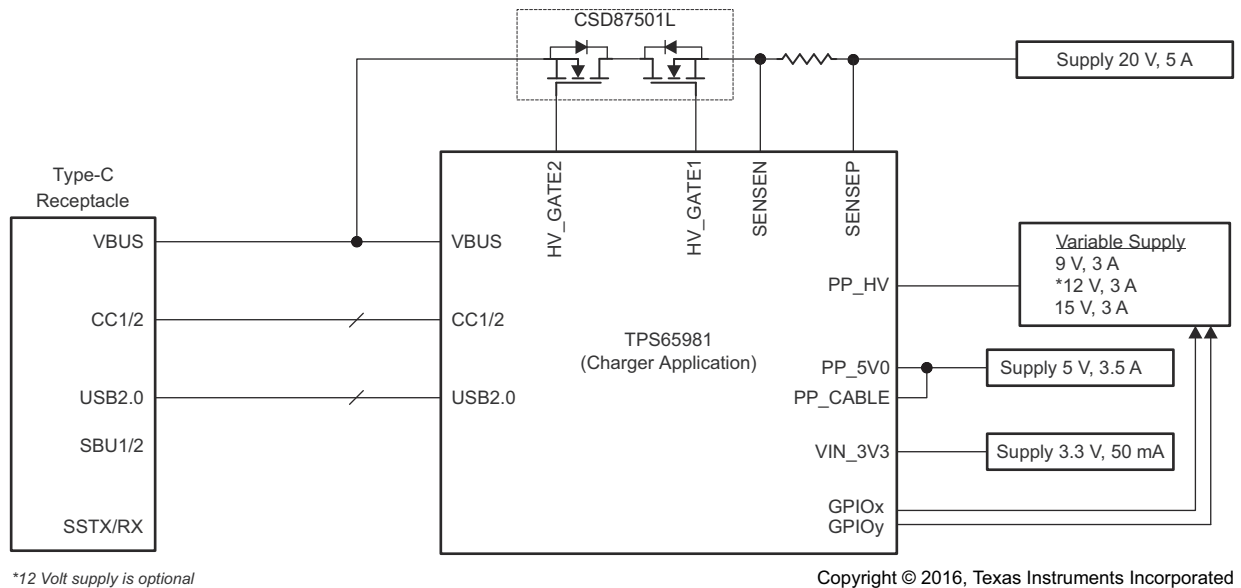 CSD87501L
Supply 20 V, 5 A
HV_GATE2
HV_GATE1
SENSEN
SENSEP
Type-C
Receptacle
VBUS
CC1/2
USB2.0
SBU1/2
SSTX/RX
VBUS
CC1/2
USB2.0
TPS65981
(Charger Application)
PP_HV
PP_5V0
PP_CABLE
VIN_3V3
GPIOx
GPIOy
Variable Supply
9 V, 3 A
*12 V, 3 A
15 V, 3 A
Supply 5 V, 3.5 A
Supply 3.3 V, 50 mA
*12 Volt supply is optional
Copyright © 2016, Texas Instruments Incorporated